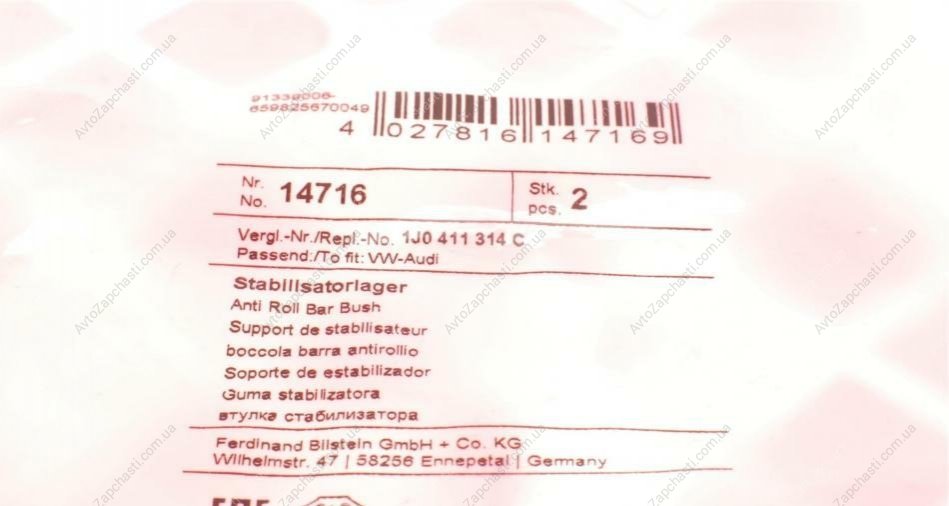 91339006-
659825670049
4 027816 147169
Nr. No. 14716
Stk. pcs. 2
Vergl.-Nr./Repl.-No. 1J0 411 314 C
Passend:/To fit: VW-Audi
Stabilisatorlager
Anti Roll Bar Bush
Support de stabilisateur
boccola barra antirollio
Soporte de estabilizador
Guma stabilizatora
втулка стабилизатора
Ferdinand Bilstein GmbH + Co. KG
Wilhelmstr. 47 | 58256 Ennepetal | Germany
AvtoZapchasti.com.ua